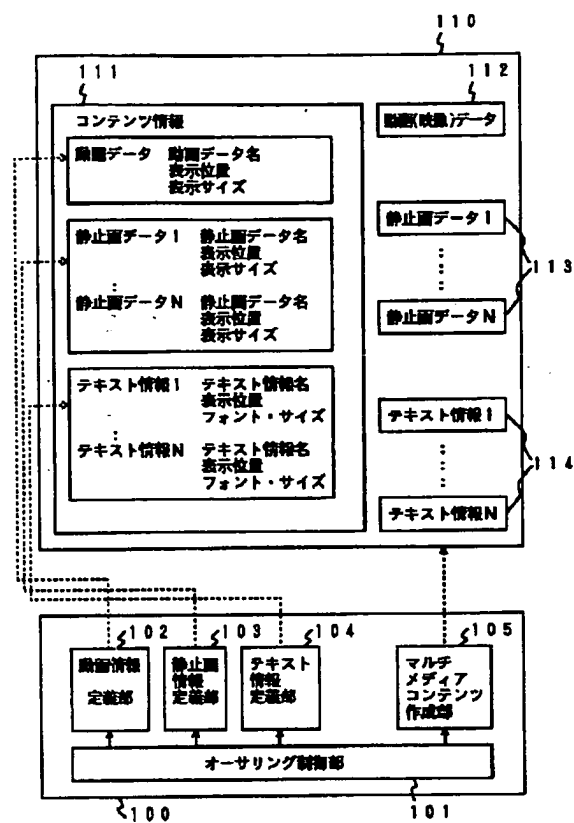 110
111
112
コンテンツ情報
動画データ 動画データ名
表示位置
表示サイズ
静止画データ1 静止画データ名
表示位置
表示サイズ
静止画データN 静止画データ名
表示位置
表示サイズ
テキスト情報1 テキスト情報名
表示位置
フォント・サイズ
テキスト情報N テキスト情報名
表示位置
フォント・サイズ
動画(映像)データ
静止画データ1
113
静止画データN
テキスト情報1
114
テキスト情報N
102
103
104
105
動画情報
定義部
静止画
情報
定義部
テキスト
情報
定義部
マルチ
メディア
コンテンツ
作成部
オーサリング制御部
100
101